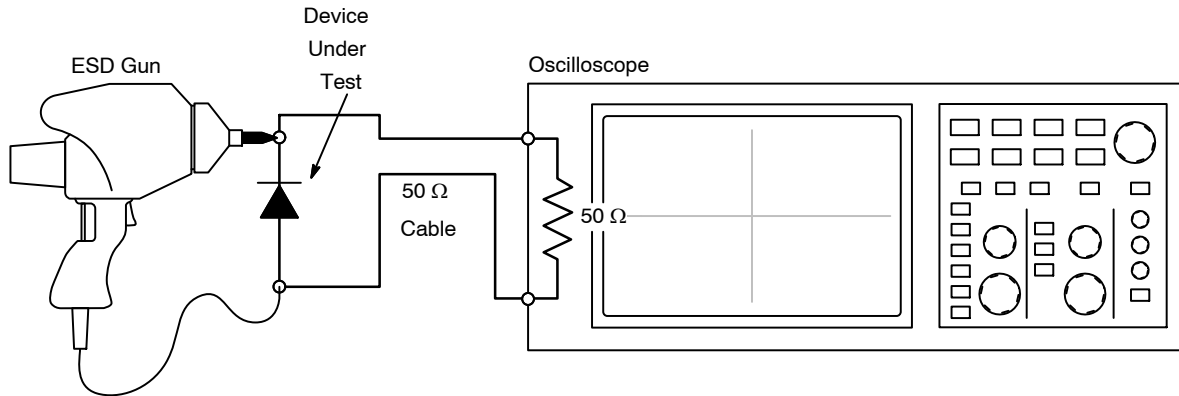 Device
Under
Test
ESD Gun
Oscilloscope
50 Ω
Cable
50 Ω